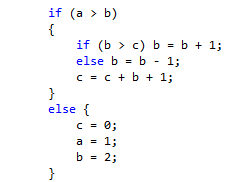 if (a > b)
{
if (b > c) b = b + 1;
else b = b - 1;
c = c + b + 1;
}
else {
c = 0;
a = 1;
b = 2;
}